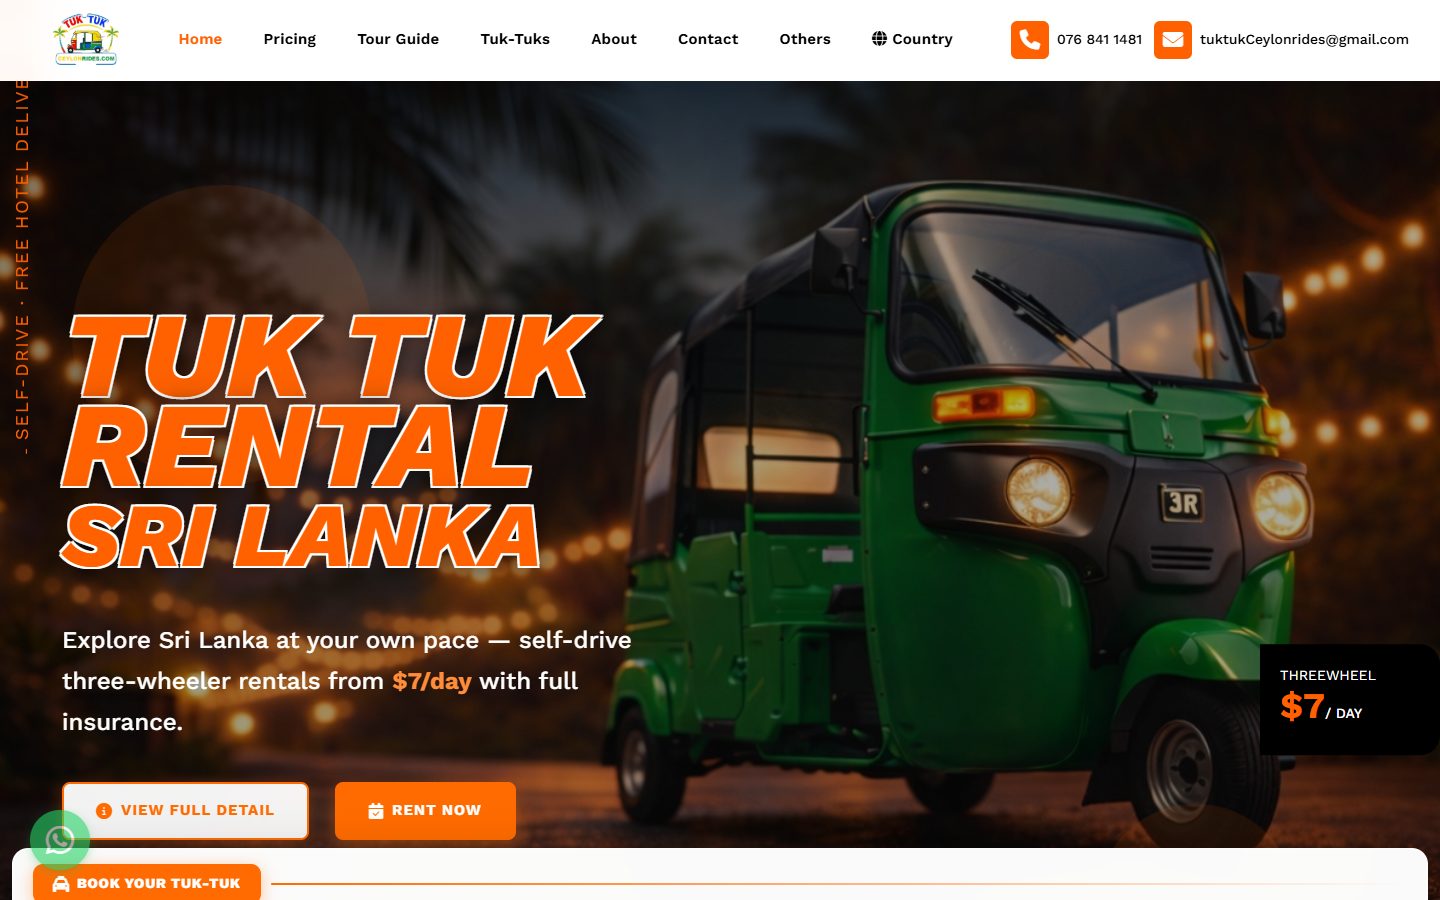 TUK TUK
CEYLONRIDES.COM
Home
Pricing
Tour Guide
Tuk-Tuks
About
Contact
Others
Country
076 841 1481
tuktukCeylonrides@gmail.com
- SELF-DRIVE · FREE HOTEL DELIVE
TUK TUK
RENTAL
SRI LANKA
Explore Sri Lanka at your own pace — self-drive
three-wheeler rentals from $7/day with full
insurance.
VIEW FULL DETAIL
RENT NOW
3R
THREEWHEEL
$7/ DAY
BOOK YOUR TUK-TUK